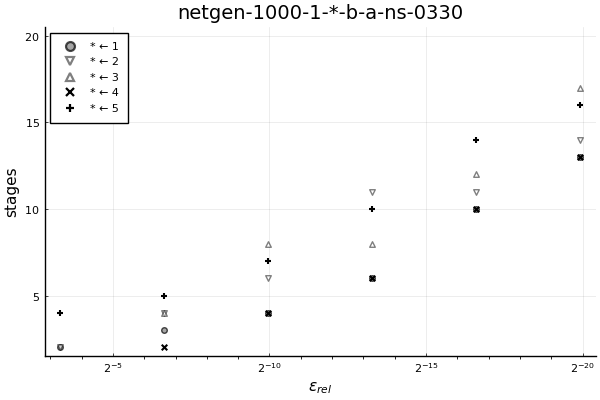 netgen-1000-1-*-b-a-ns-0330
20
15
10
5
stages
* ← 1
* ← 2
* ← 3
* ← 4
* ← 5
2⁻⁵ 2⁻¹⁰ 2⁻¹⁵ 2⁻²⁰
ε_rel